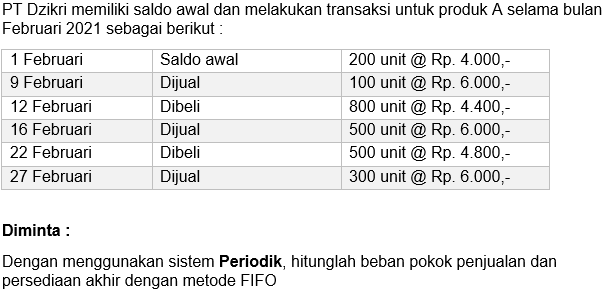 PT Dzikri memiliki saldo awal dan melakukan transaksi untuk produk A selama bulan
Februari 2021 sebagai berikut :
1 Februari Saldo awal 200 unit @ Rp. 4.000,-
9 Februari Dijual 100 unit @ Rp. 6.000,-
12 Februari Dibeli 800 unit @ Rp. 4.400,-
16 Februari Dijual 500 unit @ Rp. 6.000,-
22 Februari Dibeli 500 unit @ Rp. 4.800,-
27 Februari Dijual 300 unit @ Rp. 6.000,-
Diminta :
Dengan menggunakan sistem Periodik, hitunglah beban pokok penjualan dan
persediaan akhir dengan metode FIFO